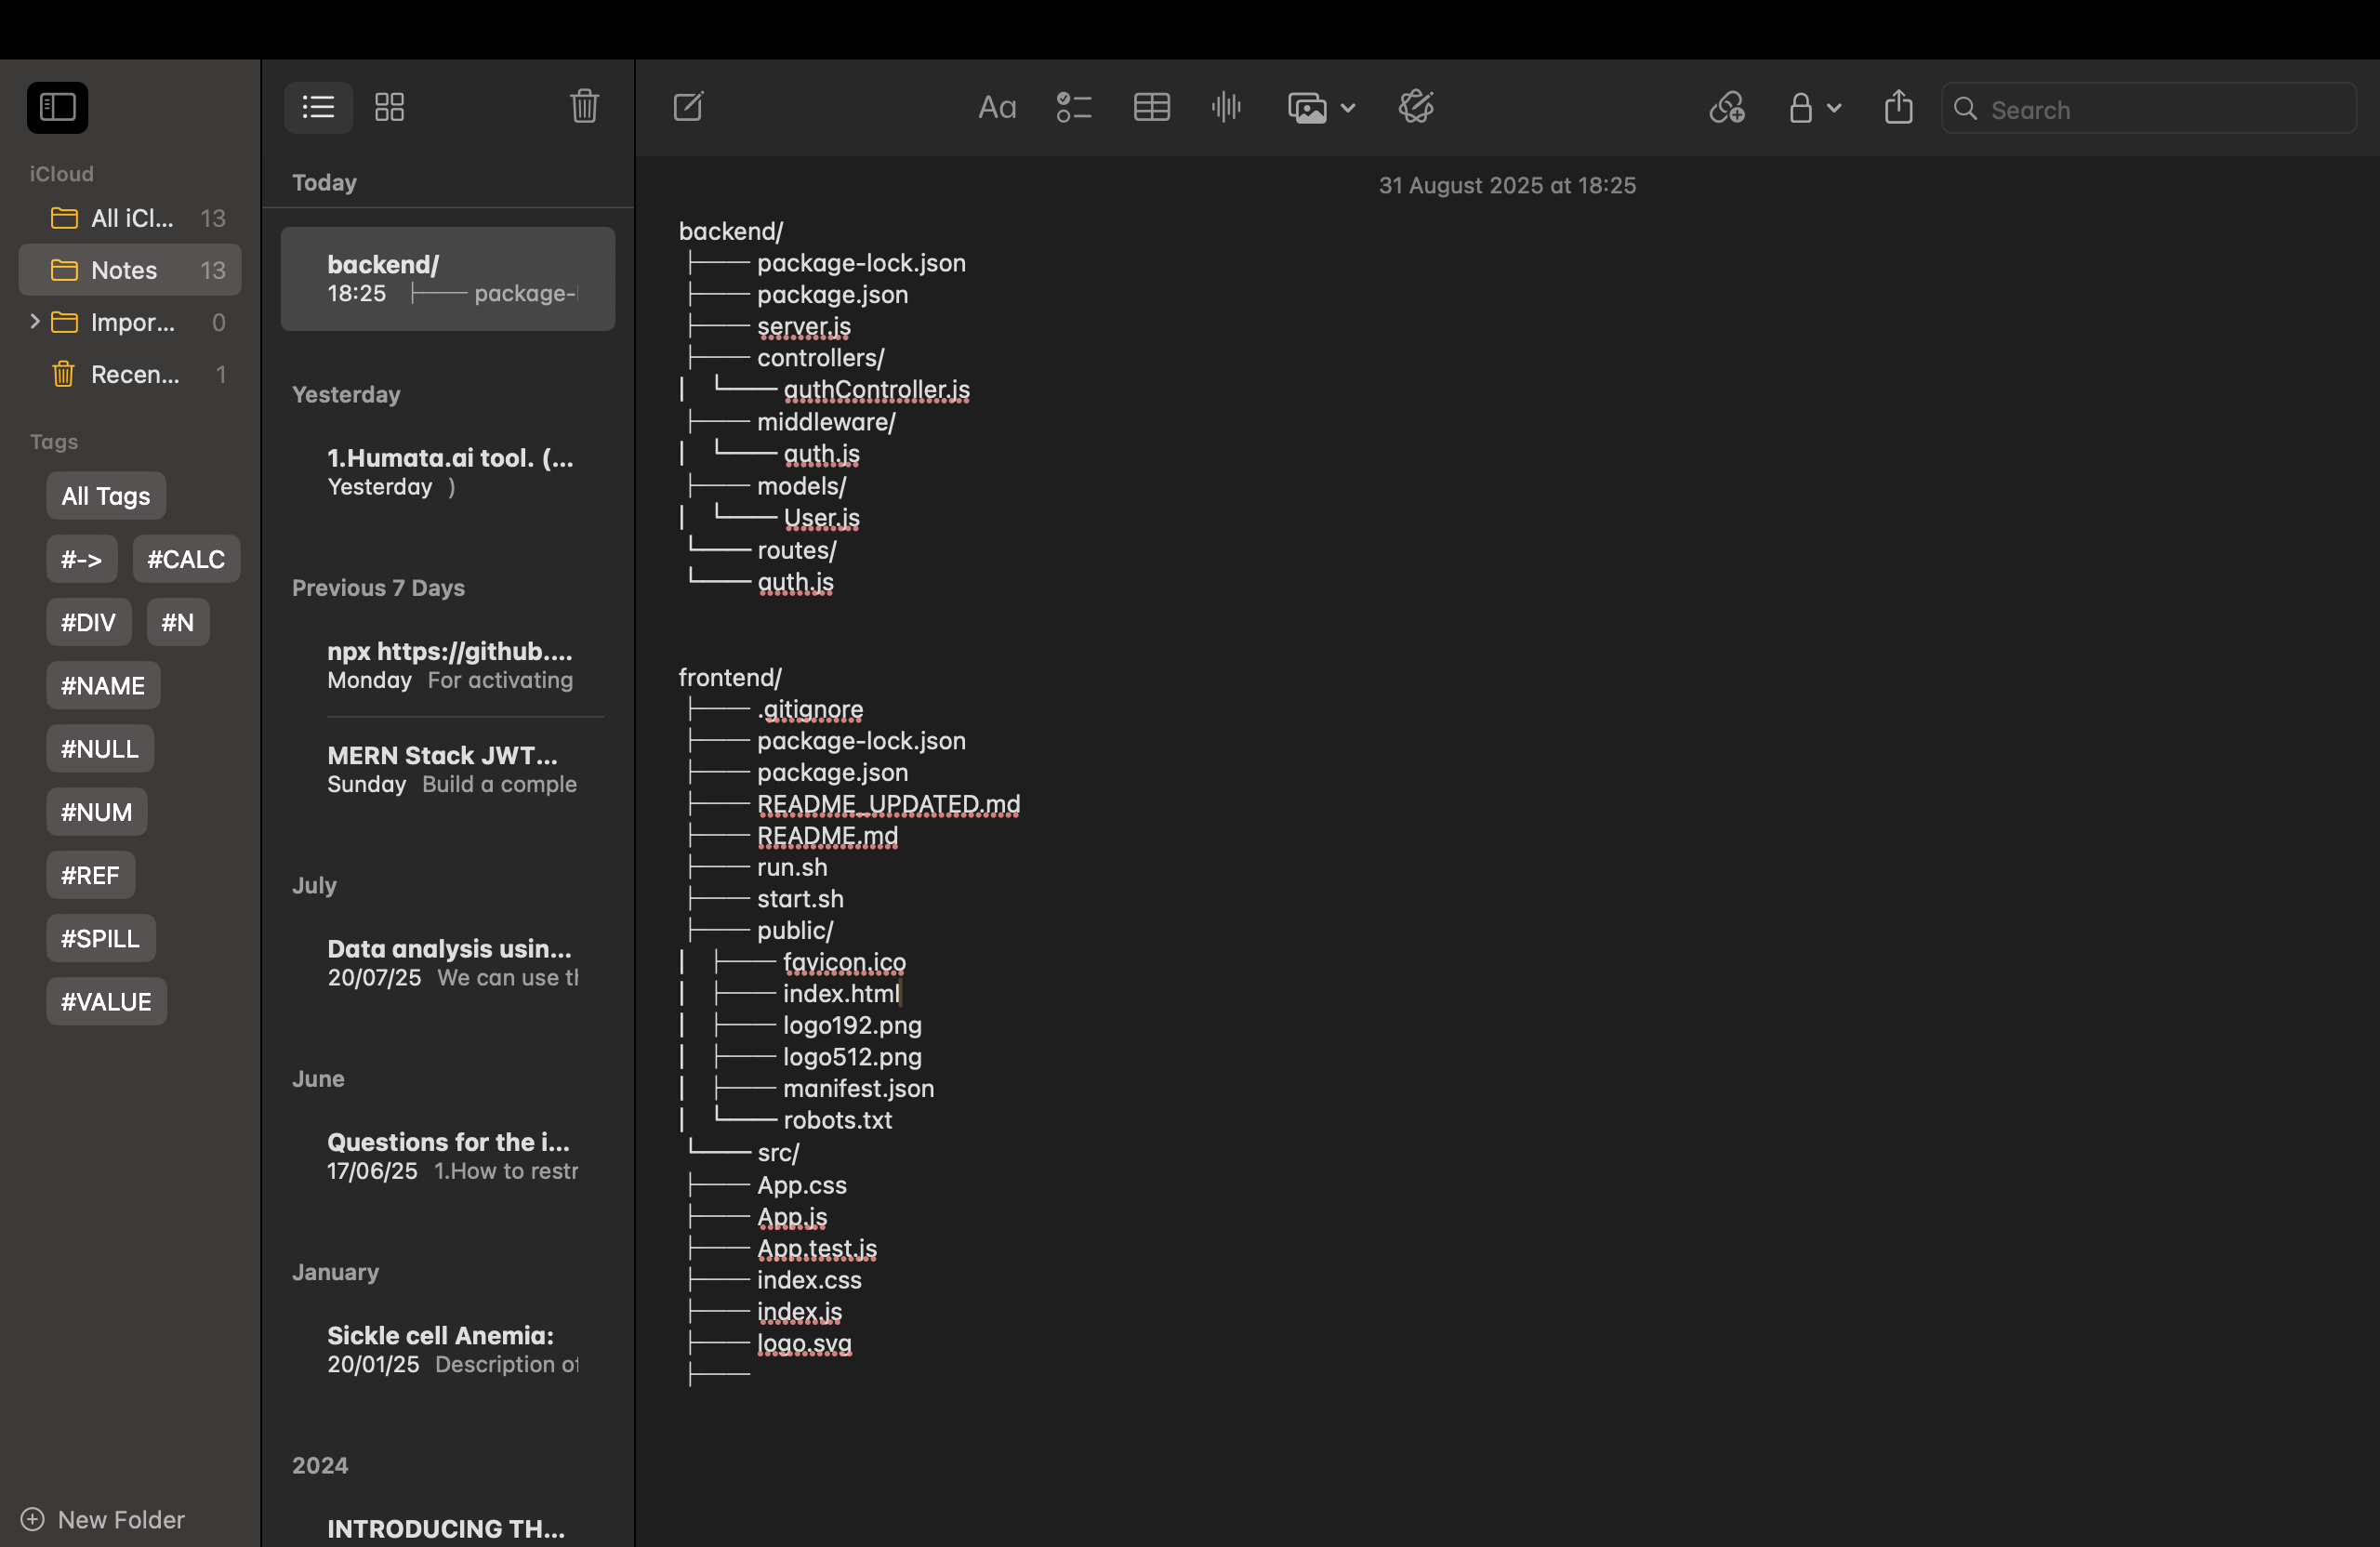 iCloud
All iCl... 13
Notes 13
Impor... 0
Recen... 1
Tags
All Tags
#-> #CALC
#DIV #N
#NAME
#NULL
#NUM
#REF
#SPILL
#VALUE
New Folder
Today
backend/
18:25 ├── package-l
Yesterday
1.Humata.ai tool. (...
Yesterday )
Previous 7 Days
npx https://github....
Monday For activating
MERN Stack JWT...
Sunday Build a comple
July
Data analysis usin...
20/07/25 We can use th
June
Questions for the i...
17/06/25 1.How to restr
January
Sickle cell Anemia:
20/01/25 Description of
2024
INTRODUCING TH...
Aa
Search
31 August 2025 at 18:25
backend/
├── package-lock.json
├── package.json
├── server.js
├── controllers/
│ └── authController.js
├── middleware/
│ └── auth.js
├── models/
│ └── User.js
└── routes/
└── auth.js
frontend/
├── .gitignore
├── package-lock.json
├── package.json
├── README_UPDATED.md
├── README.md
├── run.sh
├── start.sh
├── public/
│ ├── favicon.ico
│ ├── index.html
│ ├── logo192.png
│ ├── logo512.png
│ ├── manifest.json
│ └── robots.txt
└── src/
├── App.css
├── App.js
├── App.test.js
├── index.css
├── index.js
├── logo.svg
├──